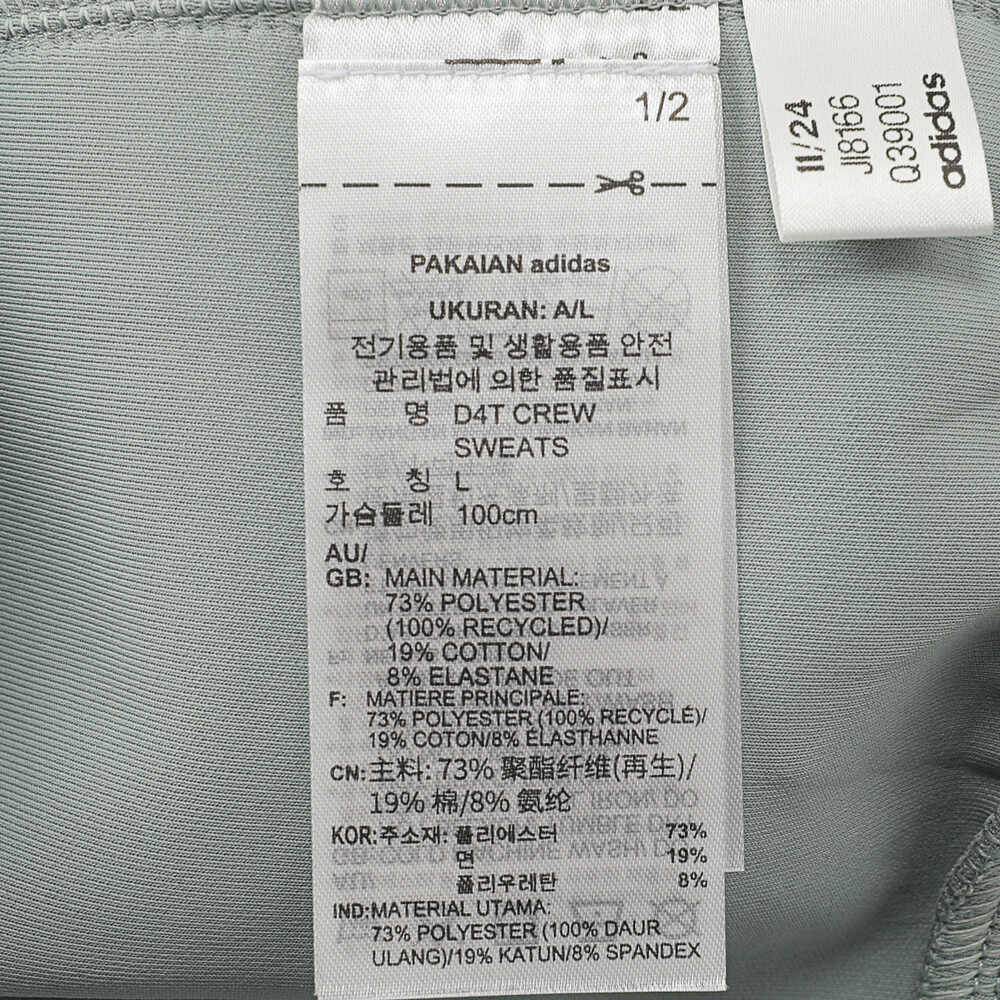 1/2
PAKAIAN adidas
UKURAN: A/L
전기용품 및 생활용품 안전
관리법에 의한 품질표시
품 명 D4T CREW
SWEATS
호 칭 L
가슴둘레 100cm
AU/
GB: MAIN MATERIAL:
73% POLYESTER
(100% RECYCLED)/
19% COTTON/
8% ELASTANE
F: MATIERE PRINCIPALE:
73% POLYESTER (100% RECYCLÉ)/
19% COTON/8% ÉLASTHANNE
CN: 主料: 73% 聚酯纤维(再生)/
19% 棉/8% 氨纶
KOR:주소재: 폴리에스터 73%
면 19%
폴리우레탄 8%
IND:MATERIAL UTAMA:
73% POLYESTER (100% DAUR
ULANG)/19% KATUN/8% SPANDEX
11/24
JI8166
Q39001
adidas